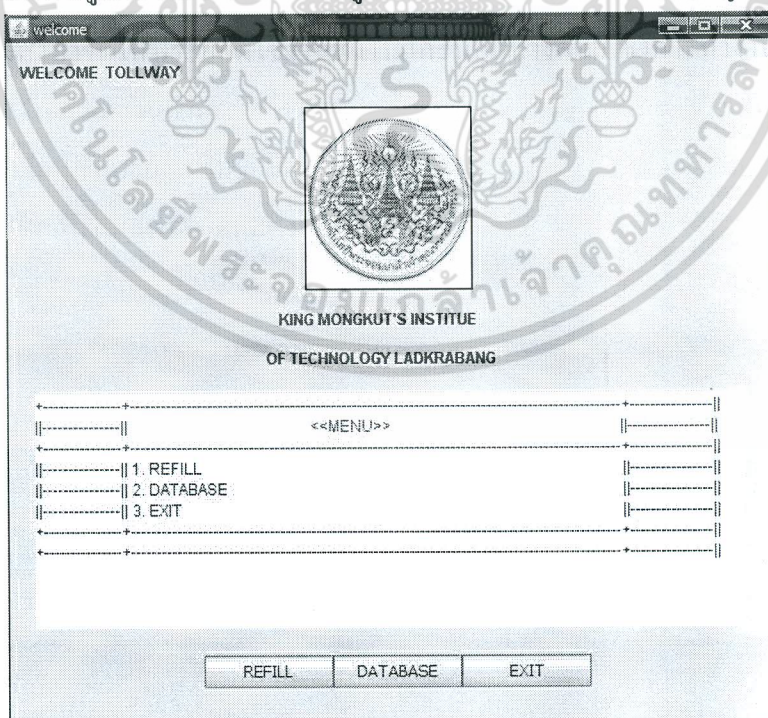 welcome
WELCOME TOLLWAY
KING MONGKUT'S INSTITUE
OF TECHNOLOGY LADKRABANG
<<MENU>>
1. REFILL
2. DATABASE
3. EXIT
REFILL DATABASE EXIT